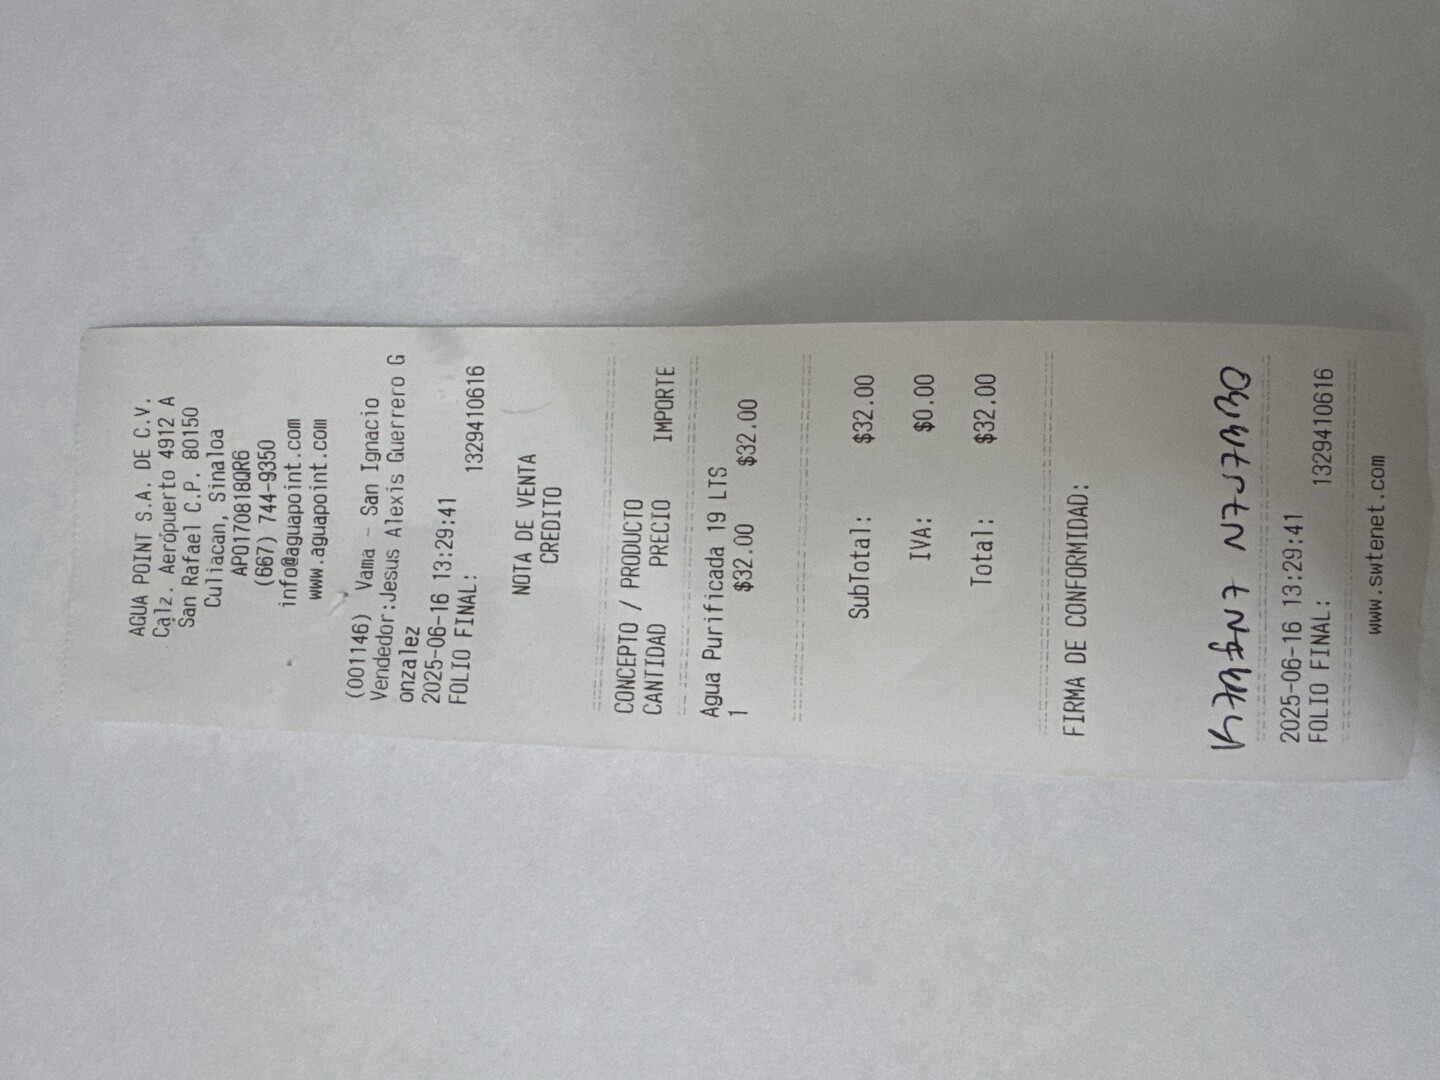 AGUA POINT S.A. DE C.V.
Calz. Aeropuerto 4912 A
San Rafael C.P. 80150
Culiacan, Sinaloa
APO170818QR6
(667) 744-9350
info@aguapoint.com
www.aguapoint.com
(001146) Vama - San Ignacio
Vendedor:Jesus Alexis Guerrero G
onzalez
2025-06-16 13:29:41
FOLIO FINAL: 1329410616
NOTA DE VENTA
CREDITO
CONCEPTO / PRODUCTO
CANTIDAD PRECIO IMPORTE
Agua Purificada 19 LTS
1 $32.00 $32.00
SubTotal: $32.00
IVA: $0.00
Total: $32.00
FIRMA DE CONFORMIDAD:
2025-06-16 13:29:41
FOLIO FINAL: 1329410616
www.swtenet.com